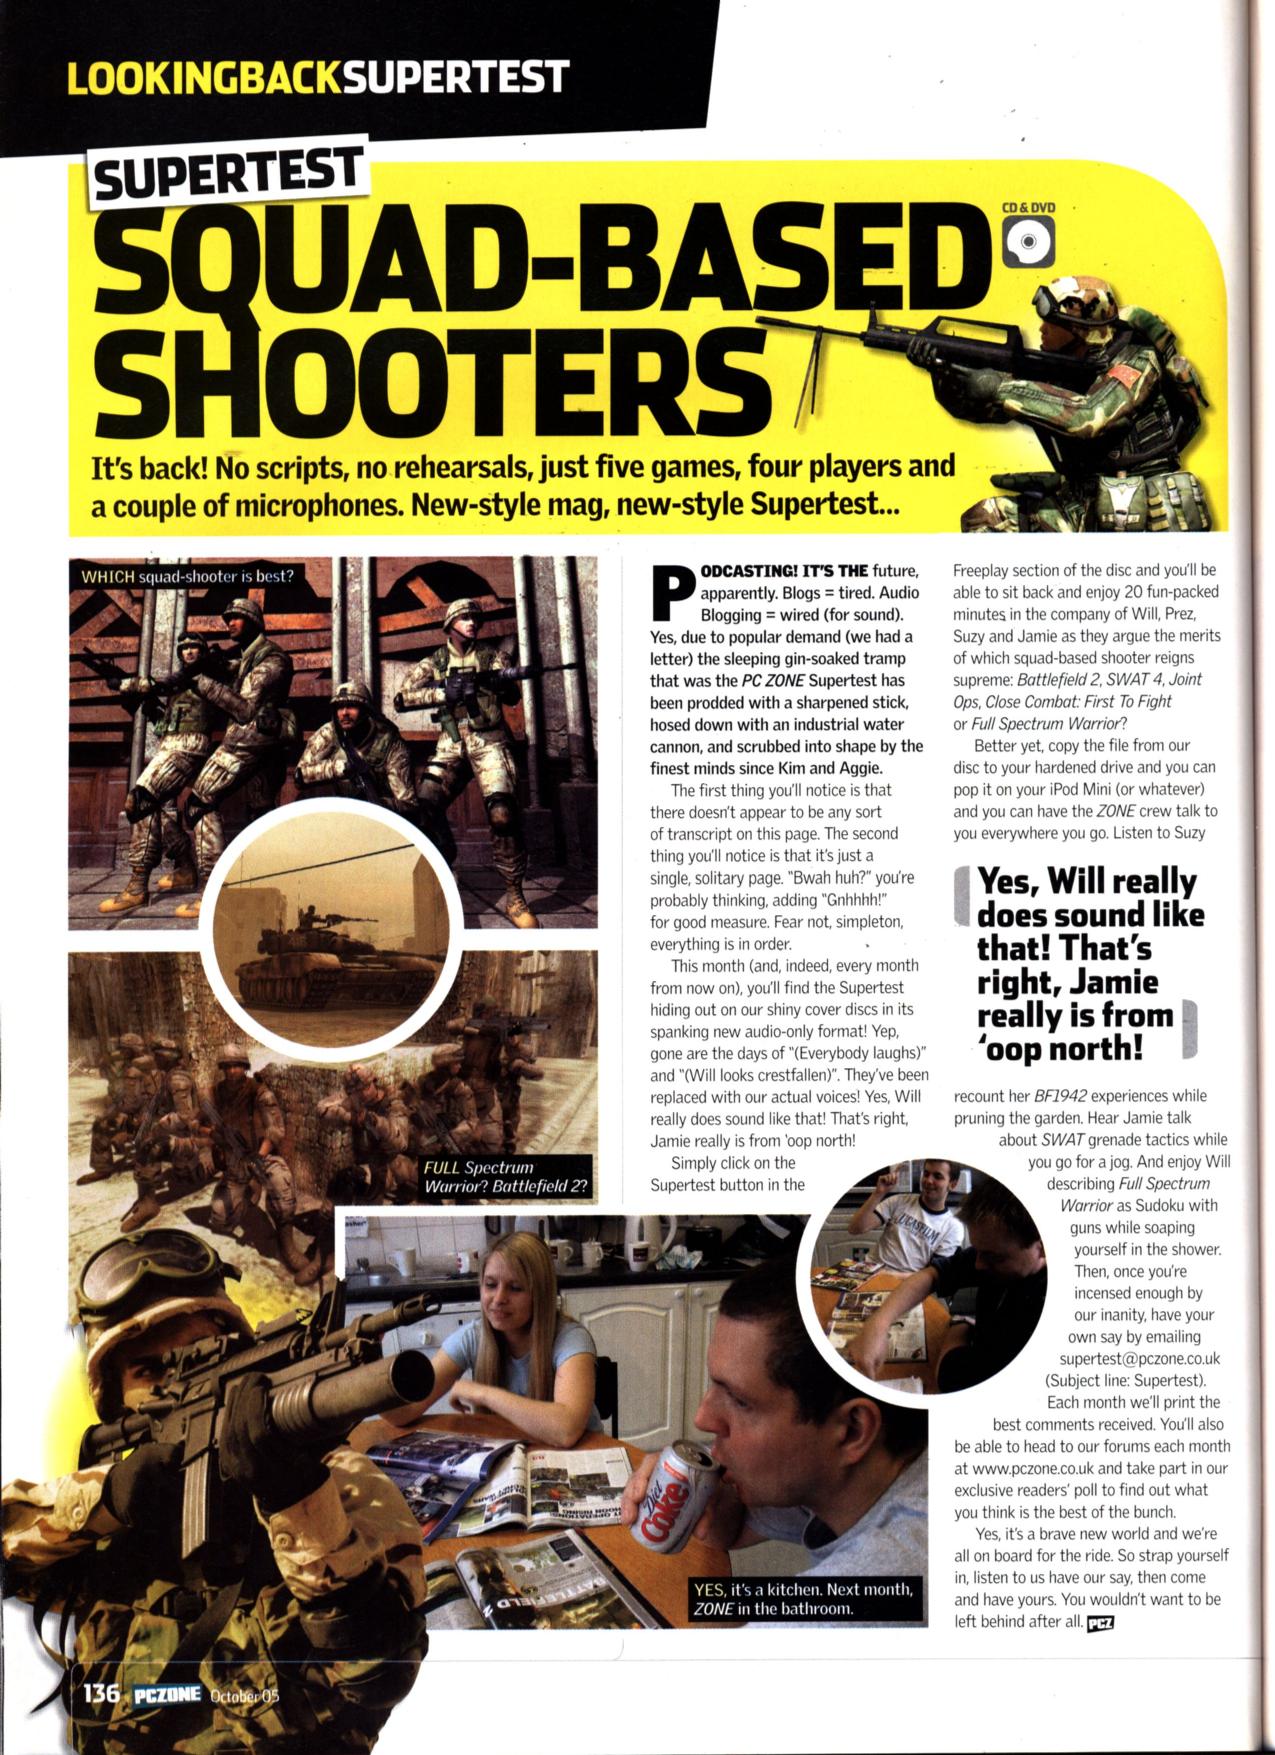 LOOKINGBACKSUPERTEST
SUPERTEST
SQUAD-BASED
SHOOTERS
CD & DVD
It's back! No scripts, no rehearsals, just five games, four players and
a couple of microphones. New-style mag, new-style Supertest...
WHICH squad-shooter is best?
FULL Spectrum
Warrior? Battlefield 2?
PODCASTING! IT'S THE future,
apparently. Blogs = tired. Audio
Blogging = wired (for sound).
Yes, due to popular demand (we had a
letter) the sleeping gin-soaked tramp
that was the PC ZONE Supertest has
been prodded with a sharpened stick,
hosed down with an industrial water
cannon, and scrubbed into shape by the
finest minds since Kim and Aggie.
The first thing you'll notice is that
there doesn't appear to be any sort
of transcript on this page. The second
thing you'll notice is that it's just a
single, solitary page. "Bwah huh?" you're
probably thinking, adding "Gnhhhh!"
for good measure. Fear not, simpleton,
everything is in order.
This month (and, indeed, every month
from now on), you'll find the Supertest
hiding out on our shiny cover discs in its
spanking new audio-only format! Yep,
gone are the days of "(Everybody laughs)"
and "(Will looks crestfallen)". They've been
replaced with our actual voices! Yes, Will
really does sound like that! That's right,
Jamie really is from 'oop north!
Simply click on the
Supertest button in the
Freeplay section of the disc and you'll be
able to sit back and enjoy 20 fun-packed
minutes in the company of Will, Prez,
Suzy and Jamie as they argue the merits
of which squad-based shooter reigns
supreme: Battlefield 2, SWAT 4, Joint
Ops, Close Combat: First To Fight
or Full Spectrum Warrior?
Better yet, copy the file from our
disc to your hardened drive and you can
pop it on your iPod Mini (or whatever)
and you can have the ZONE crew talk to
you everywhere you go. Listen to Suzy
Yes, Will really
does sound like
that! That's
right, Jamie
really is from
'oop north!
recount her BF1942 experiences while
pruning the garden. Hear Jamie talk
about SWAT grenade tactics while
you go for a jog. And enjoy Will
describing Full Spectrum
Warrior as Sudoku with
guns while soaping
yourself in the shower.
Then, once you're
incensed enough by
our inanity, have your
own say by emailing
supertest@pczone.co.uk
(Subject line: Supertest).
Each month we'll print the
best comments received. You'll also
be able to head to our forums each month
at www.pczone.co.uk and take part in our
exclusive readers' poll to find out what
you think is the best of the bunch.
Yes, it's a brave new world and we're
all on board for the ride. So strap yourself
in, listen to us have our say, then come
and have yours. You wouldn't want to be
left behind after all. PCZ
LUCASFILM
Diet
Coke
BATTLEFIELD 2
YES, it's a kitchen. Next month,
ZONE in the bathroom.
136 PCZONE October 05